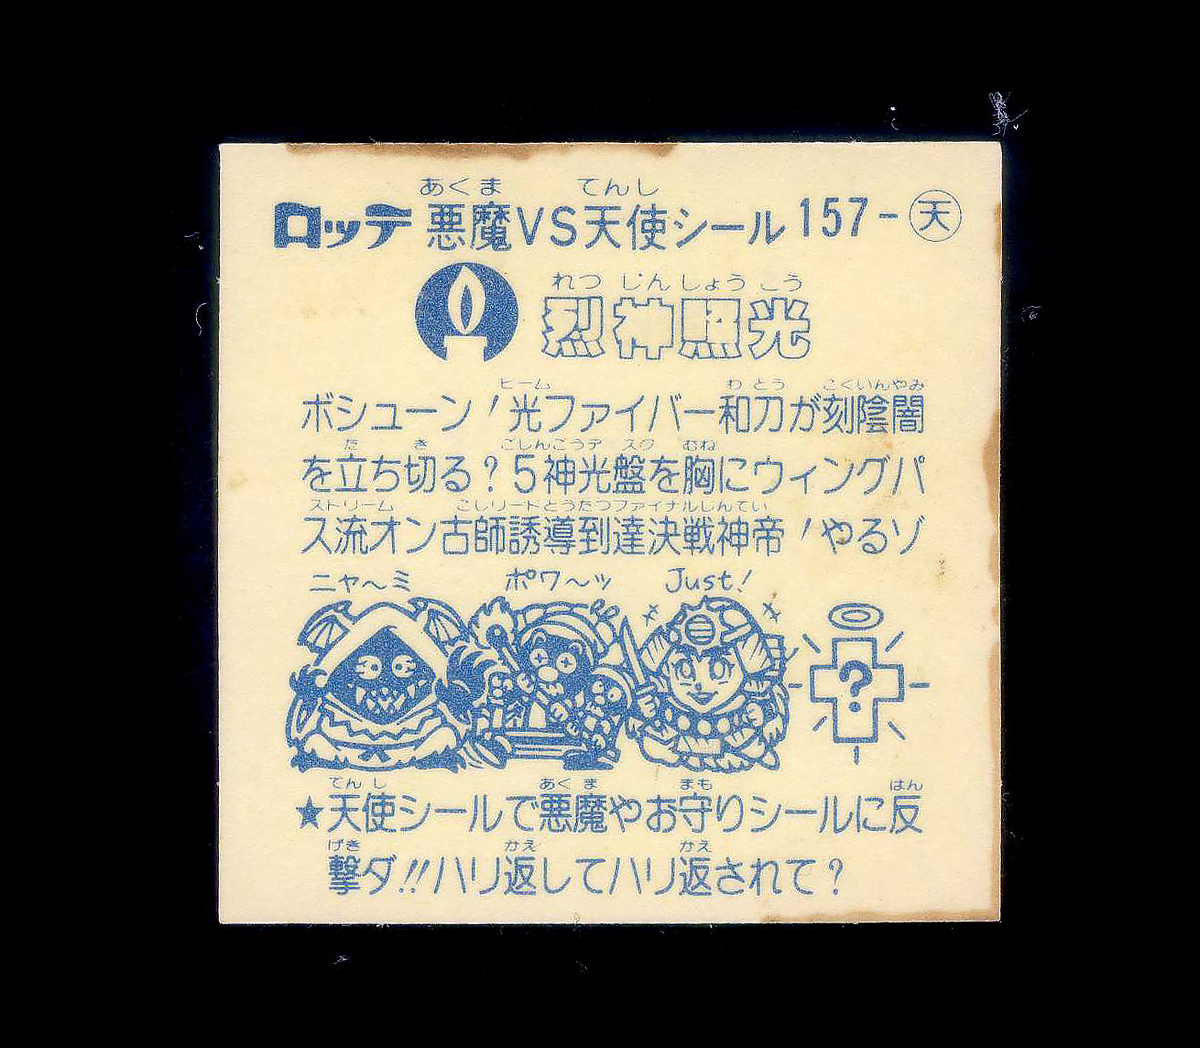 あくま てんし
ロッテ 悪魔VS天使シール 157-天
れつ じん しょう こう
烈神照光
ビーム わ とう こくいんやみ
ボシューン!光ファイバー和刀が刻陰闇
た き ごしんこうデ スク むね
を立ち切る?5神光盤を胸にウィングパ
ストリーム こしリードとうたつファイナルじんてい
ス流オン古師誘導到達決戦神帝!やるゾ
ニャ〜ミ ポワ〜ッ Just!
?
てんし あくま まも はん
★天使シールで悪魔やお守りシールに反
げき かえ かえ
撃ダ!!ハリ返してハリ返されて?